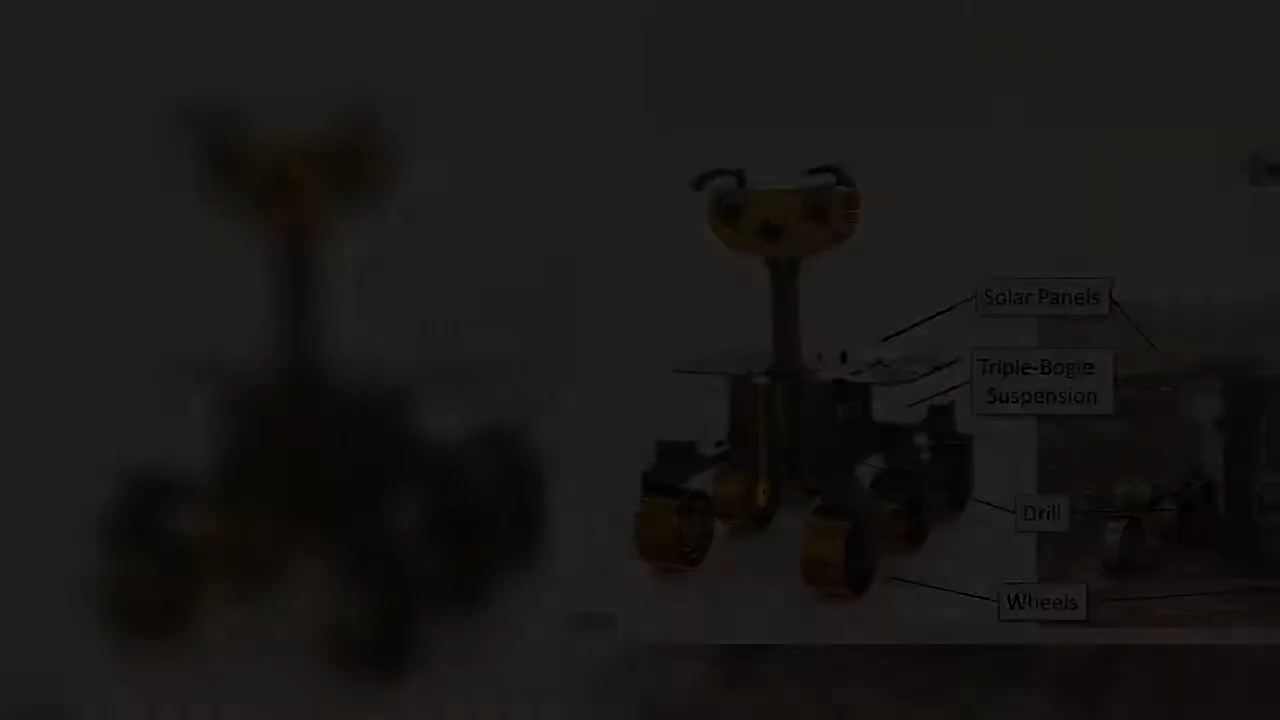 Solar Panels
Triple-Bogie
Suspension
Drill
Wheels